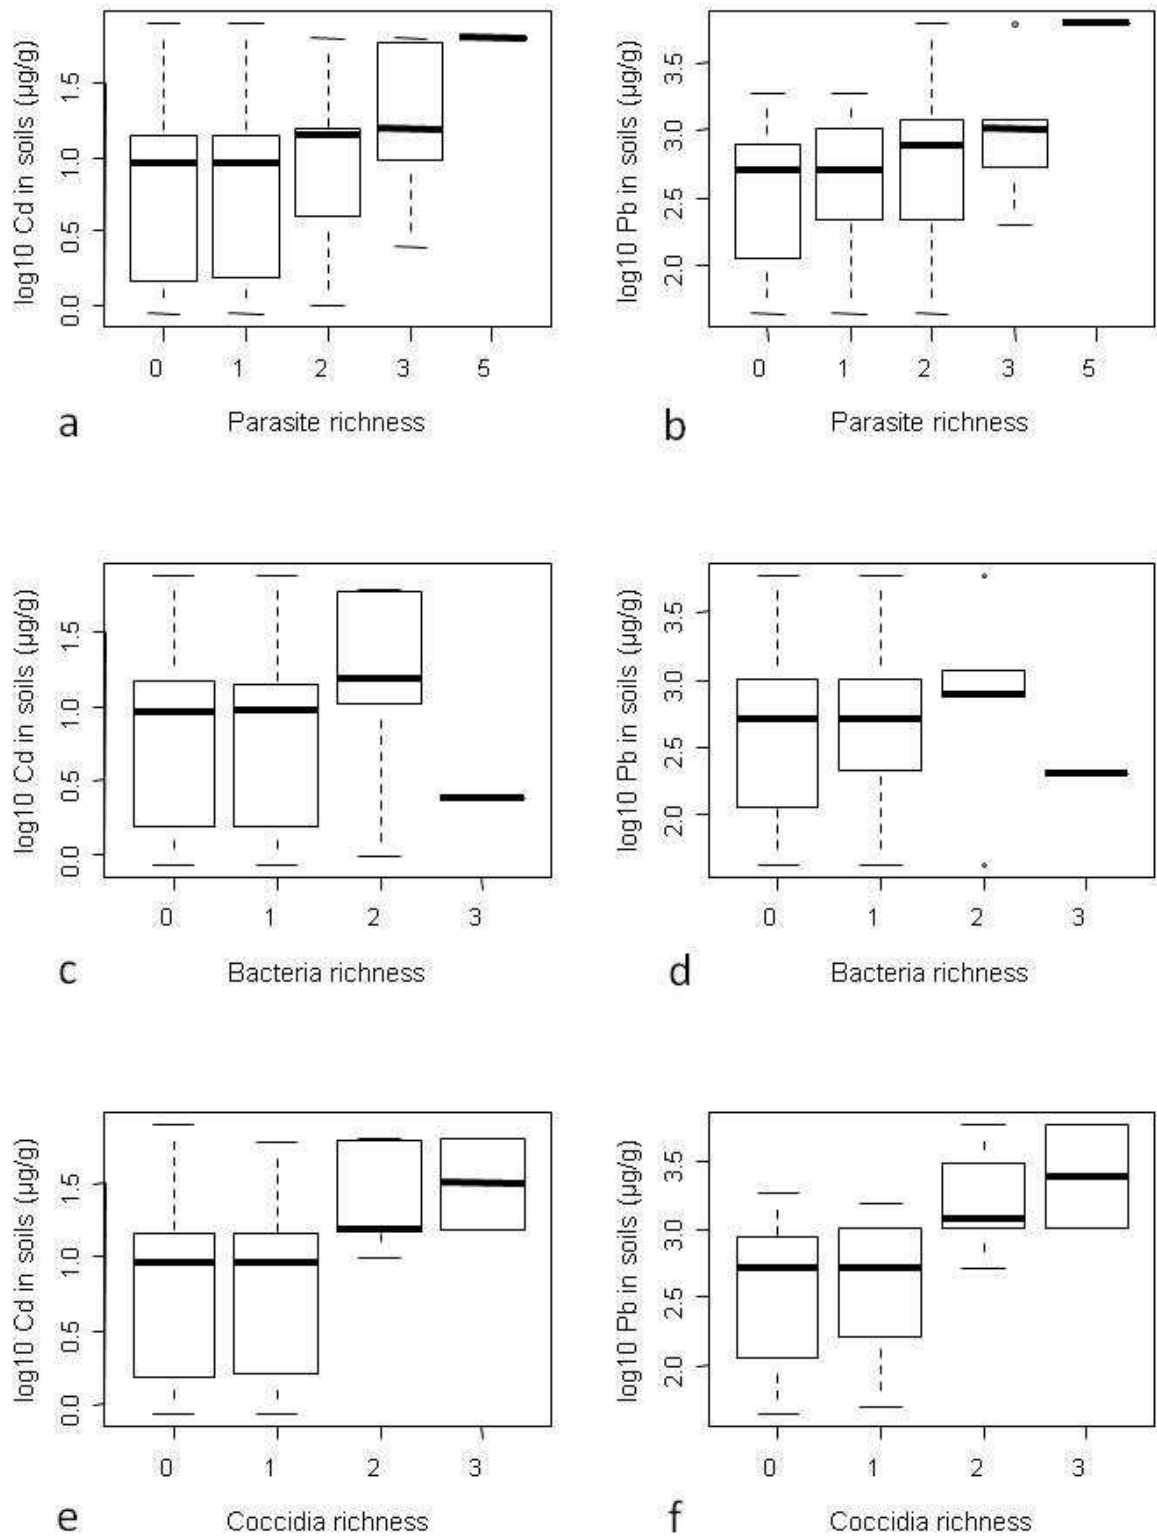 log10 Cd in soils (µg/g)
0.0 0.5 1.0 1.5
0 1 2 3 5
a Parasite richness
log10 Pb in soils (µg/g)
2.0 2.5 3.0 3.5
0 1 2 3 5
b Parasite richness
log10 Cd in soils (µg/g)
0.0 0.5 1.0 1.5
0 1 2 3
c Bacteria richness
log10 Pb in soils (µg/g)
2.0 2.5 3.0 3.5
0 1 2 3
d Bacteria richness
log10 Cd in soils (µg/g)
0.0 0.5 1.0 1.5
0 1 2 3
e Coccidia richness
log10 Pb in soils (µg/g)
2.0 2.5 3.0 3.5
0 1 2 3
f Coccidia richness